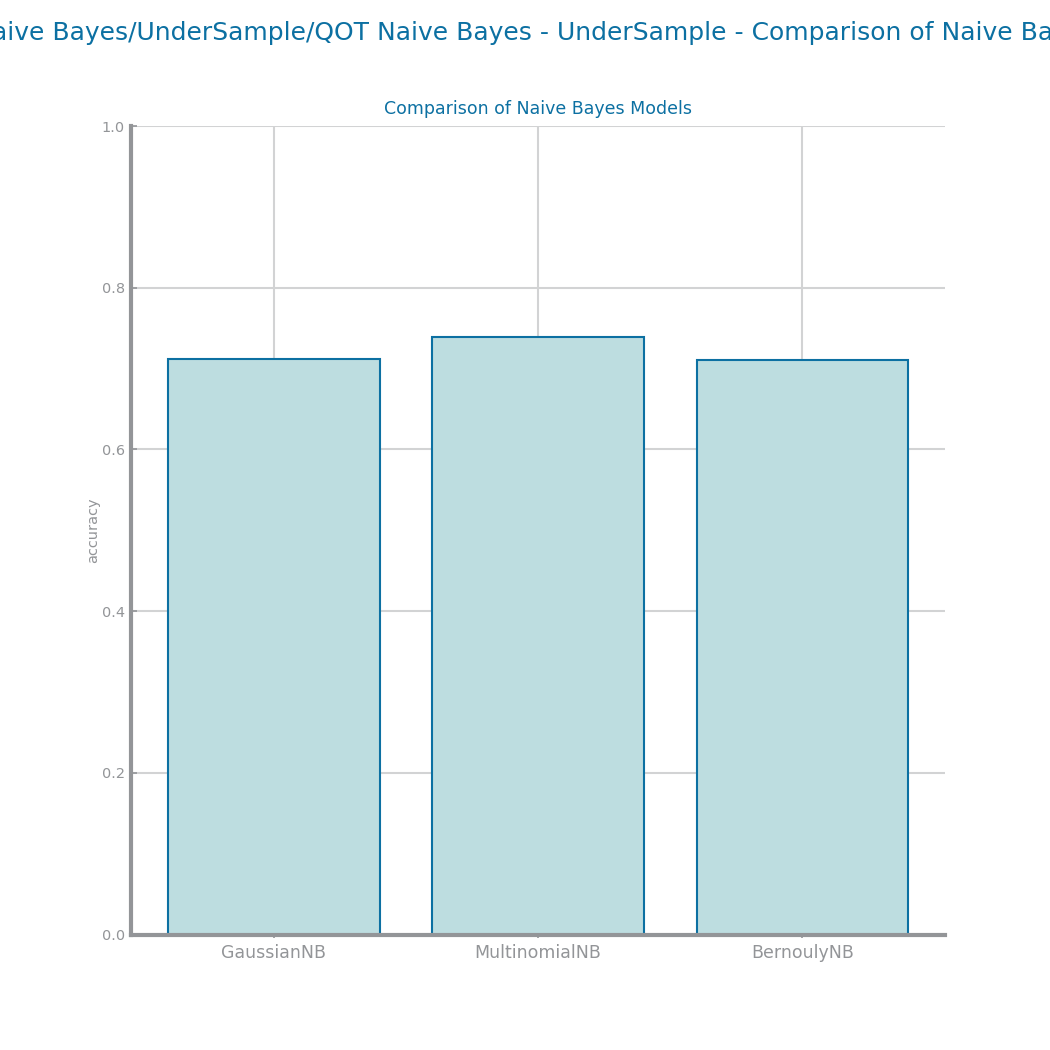 aive Bayes/UnderSample/QOT Naive Bayes - UnderSample - Comparison of Naive Ba
Comparison of Naive Bayes Models
1.0
0.8
0.6
0.4
0.2
0.0
accuracy
GaussianNB MultinomialNB BernoulyNB